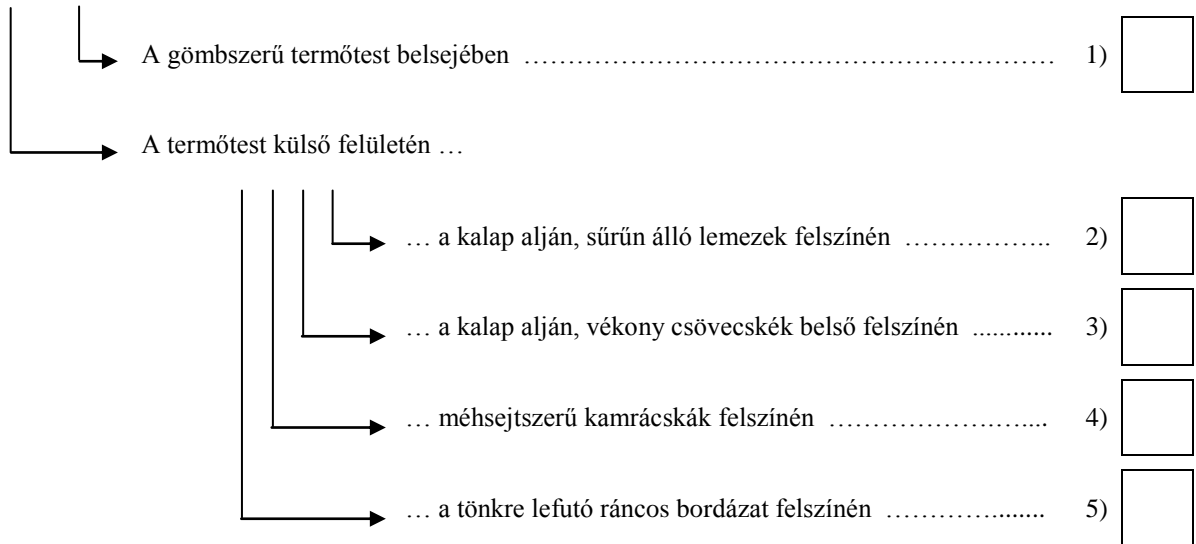 A gömbszerű termőtest belsejében ………………………………………………………… 1)
A termőtest külső felületén …
… a kalap alján, sűrűn álló lemezek felszínén …………….. 2)
… a kalap alján, vékony csövecskék belső felszínén ............ 3)
… méhsejtszerű kamrácskák felszínén …………………….... 4)
… a tönkre lefutó ráncos bordázat felszínén …………......... 5)